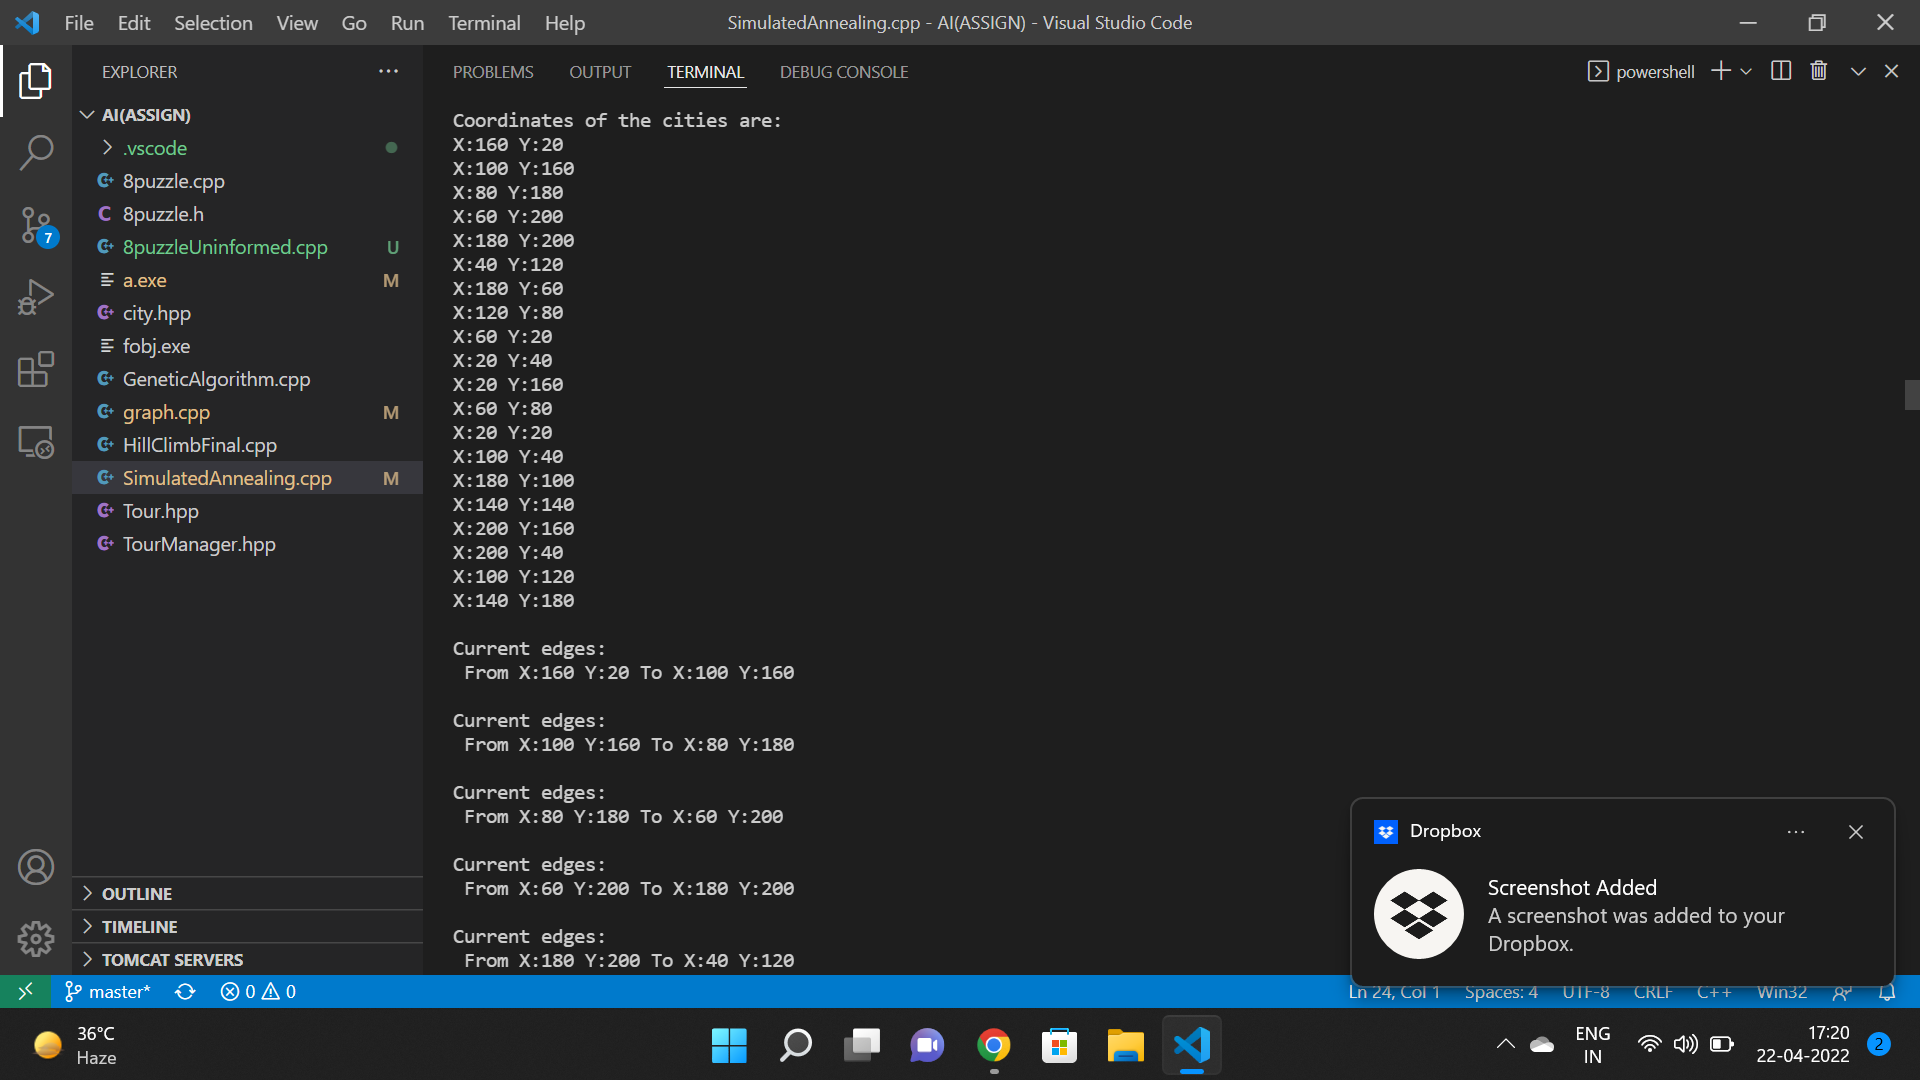 File Edit Selection View Go Run Terminal Help
SimulatedAnnealing.cpp - AI(ASSIGN) - Visual Studio Code
EXPLORER
AI(ASSIGN)
.vscode
8puzzle.cpp
8puzzle.h
8puzzleUninformed.cpp U
a.exe M
city.hpp
fobj.exe
GeneticAlgorithm.cpp
graph.cpp M
HillClimbFinal.cpp
SimulatedAnnealing.cpp M
Tour.hpp
TourManager.hpp
OUTLINE
TIMELINE
TOMCAT SERVERS
7
PROBLEMS OUTPUT TERMINAL DEBUG CONSOLE
powershell
Coordinates of the cities are:
X:160 Y:20
X:100 Y:160
X:80 Y:180
X:60 Y:200
X:180 Y:200
X:40 Y:120
X:180 Y:60
X:120 Y:80
X:60 Y:20
X:20 Y:40
X:20 Y:160
X:60 Y:80
X:20 Y:20
X:100 Y:40
X:180 Y:100
X:140 Y:140
X:200 Y:160
X:200 Y:40
X:100 Y:120
X:140 Y:180
Current edges:
From X:160 Y:20 To X:100 Y:160
Current edges:
From X:100 Y:160 To X:80 Y:180
Current edges:
From X:80 Y:180 To X:60 Y:200
Current edges:
From X:60 Y:200 To X:180 Y:200
Current edges:
From X:180 Y:200 To X:40 Y:120
Dropbox
Screenshot Added
A screenshot was added to your
Dropbox.
master* 0 0
Ln 24, Col 1 Spaces: 4 UTF-8 CRLF C++ Win32
36°C
Haze
ENG
IN
17:20
22-04-2022
2